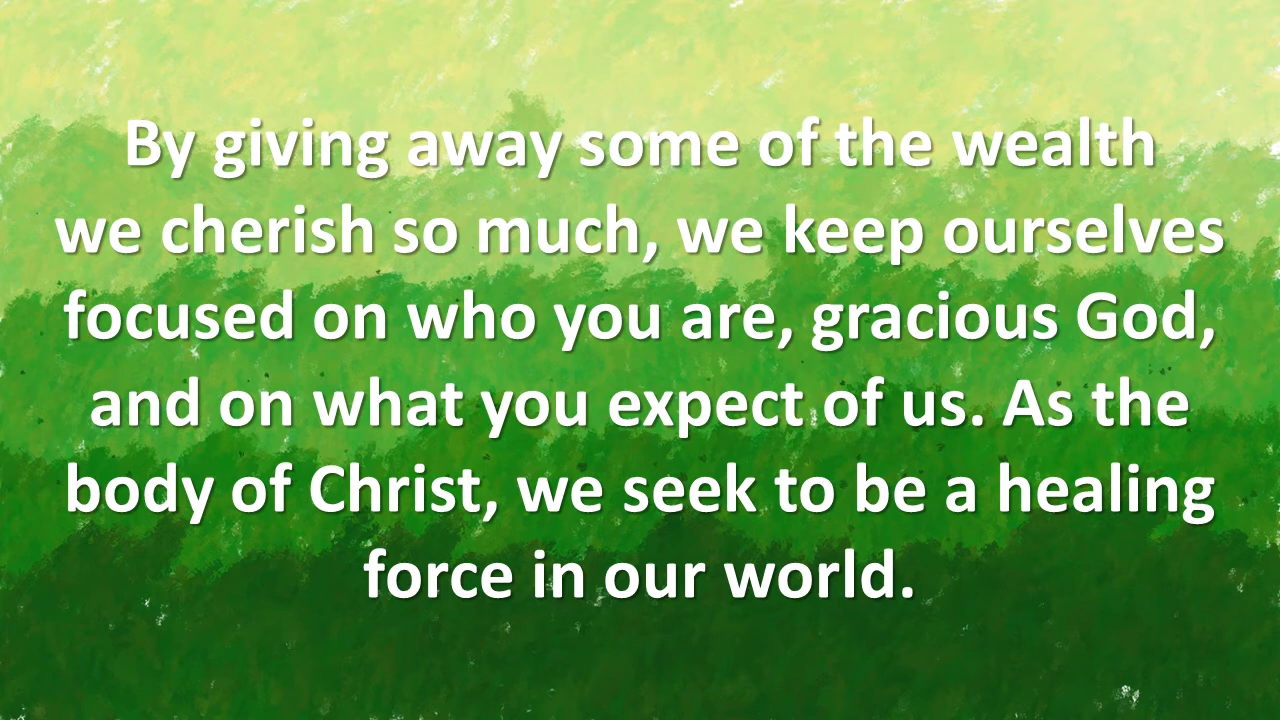 By giving away some of the wealth
we cherish so much, we keep ourselves
focused on who you are, gracious God,
and on what you expect of us. As the
body of Christ, we seek to be a healing
force in our world.